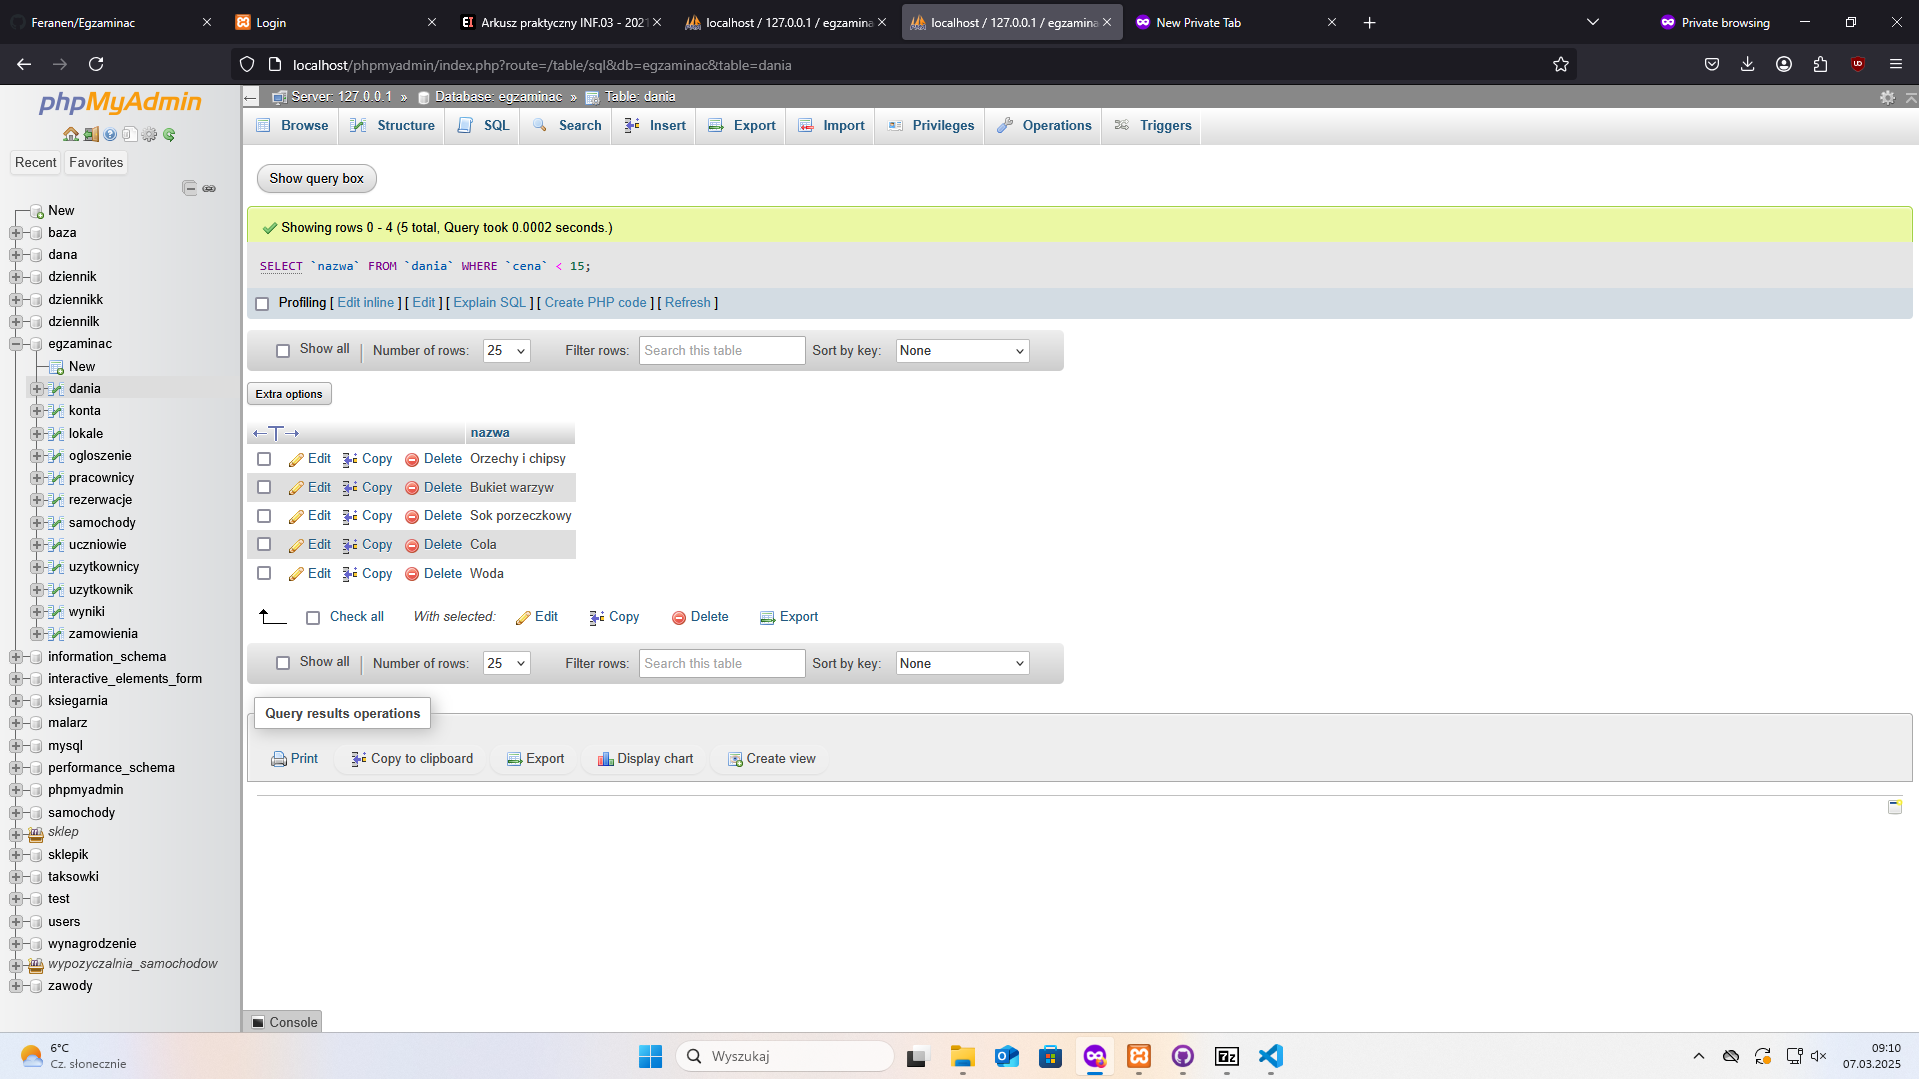 Feranen/Egzaminac
Login
Arkusz praktyczny INF.03 - 2021
localhost / 127.0.0.1 / egzamina
localhost / 127.0.0.1 / egzamina
New Private Tab
Private browsing
localhost/phpmyadmin/index.php?route=/table/sql&db=egzaminac&table=dania
phpMyAdmin
Server: 127.0.0.1 » Database: egzaminac » Table: dania
Browse Structure SQL Search Insert Export Import Privileges Operations Triggers
Recent Favorites
New
baza
dana
dziennik
dziennikk
dziennilk
egzaminac
New
dania
konta
lokale
ogloszenie
pracownicy
rezerwacje
samochody
uczniowie
uzytkownicy
uzytkownik
wyniki
zamowienia
information_schema
interactive_elements_form
ksiegarnia
malarz
mysql
performance_schema
phpmyadmin
samochody
sklep
sklepik
taksowki
test
users
wynagrodzenie
wypozyczalnia_samochodow
zawody
Show query box
Showing rows 0 - 4 (5 total, Query took 0.0002 seconds.)
SELECT `nazwa` FROM `dania` WHERE `cena` < 15;
Profiling [ Edit inline ] [ Edit ] [ Explain SQL ] [ Create PHP code ] [ Refresh ]
Show all Number of rows: 25 Filter rows: Search this table Sort by key: None
Extra options
nazwa
Edit Copy Delete Orzechy i chipsy
Edit Copy Delete Bukiet warzyw
Edit Copy Delete Sok porzeczkowy
Edit Copy Delete Cola
Edit Copy Delete Woda
Check all With selected: Edit Copy Delete Export
Show all Number of rows: 25 Filter rows: Search this table Sort by key: None
Query results operations
Print Copy to clipboard Export Display chart Create view
Console
6°C
Cz. słonecznie
Wyszukaj
09:10
07.03.2025